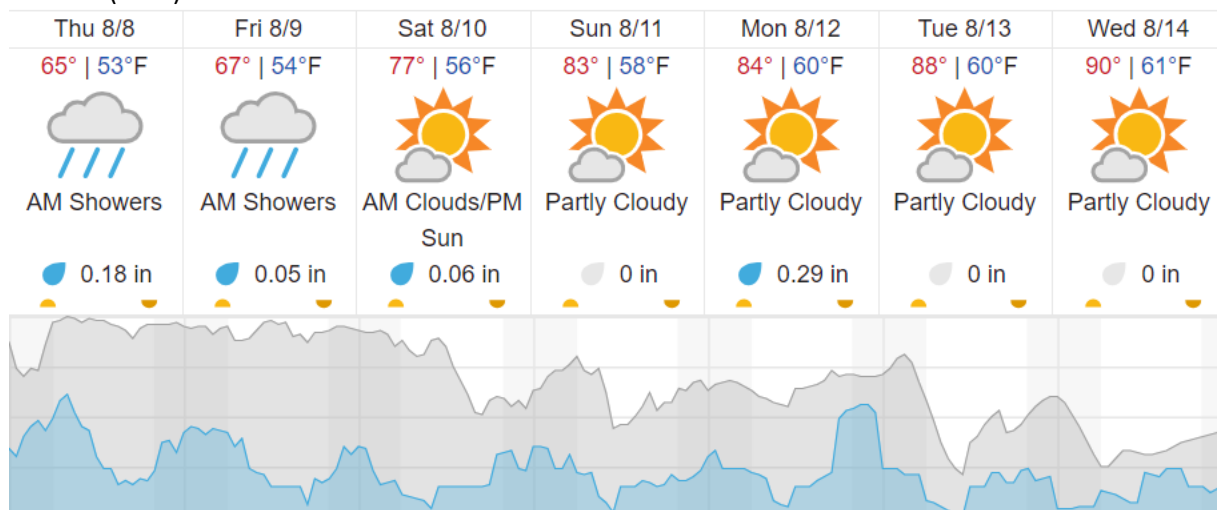 Thu 8/8 Fri 8/9 Sat 8/10 Sun 8/11 Mon 8/12 Tue 8/13 Wed 8/14
65° | 53°F 67° | 54°F 77° | 56°F 83° | 58°F 84° | 60°F 88° | 60°F 90° | 61°F
AM Showers AM Showers AM Clouds/PM Partly Cloudy Partly Cloudy Partly Cloudy Partly Cloudy
Sun
0.18 in 0.05 in 0.06 in 0 in 0.29 in 0 in 0 in